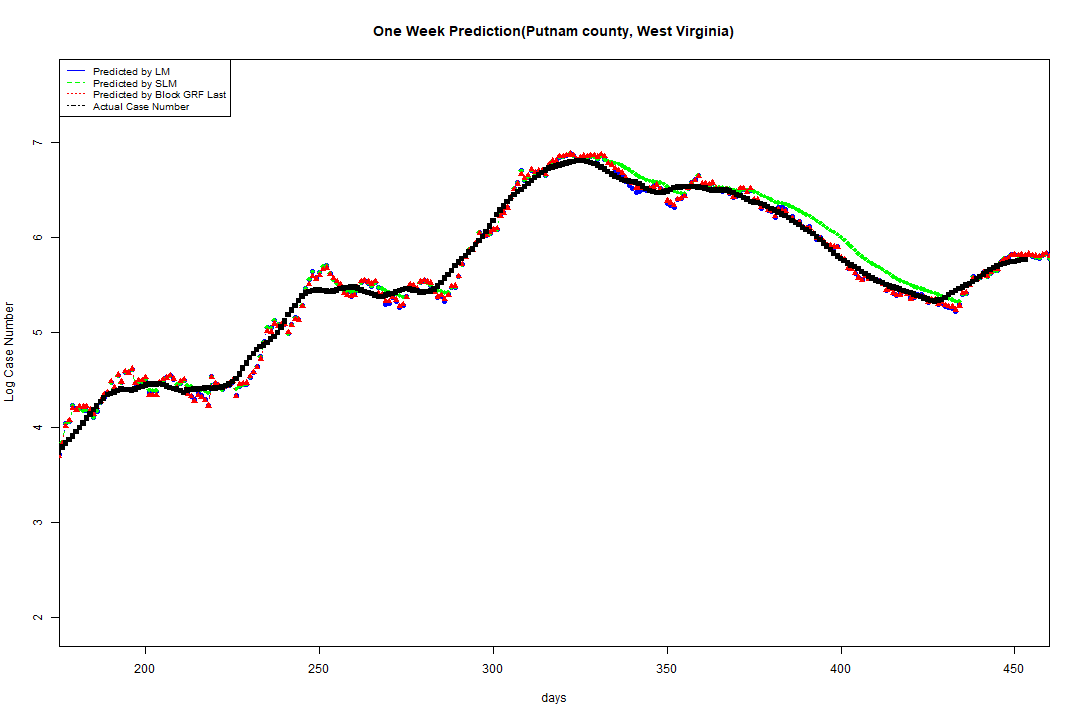 One Week Prediction(Putnam county, West Virginia)
Predicted by LM
Predicted by SLM
Predicted by Block GRF Last
Actual Case Number
7
6
5
4
3
2
Log Case Number
200 250 300 350 400 450
days